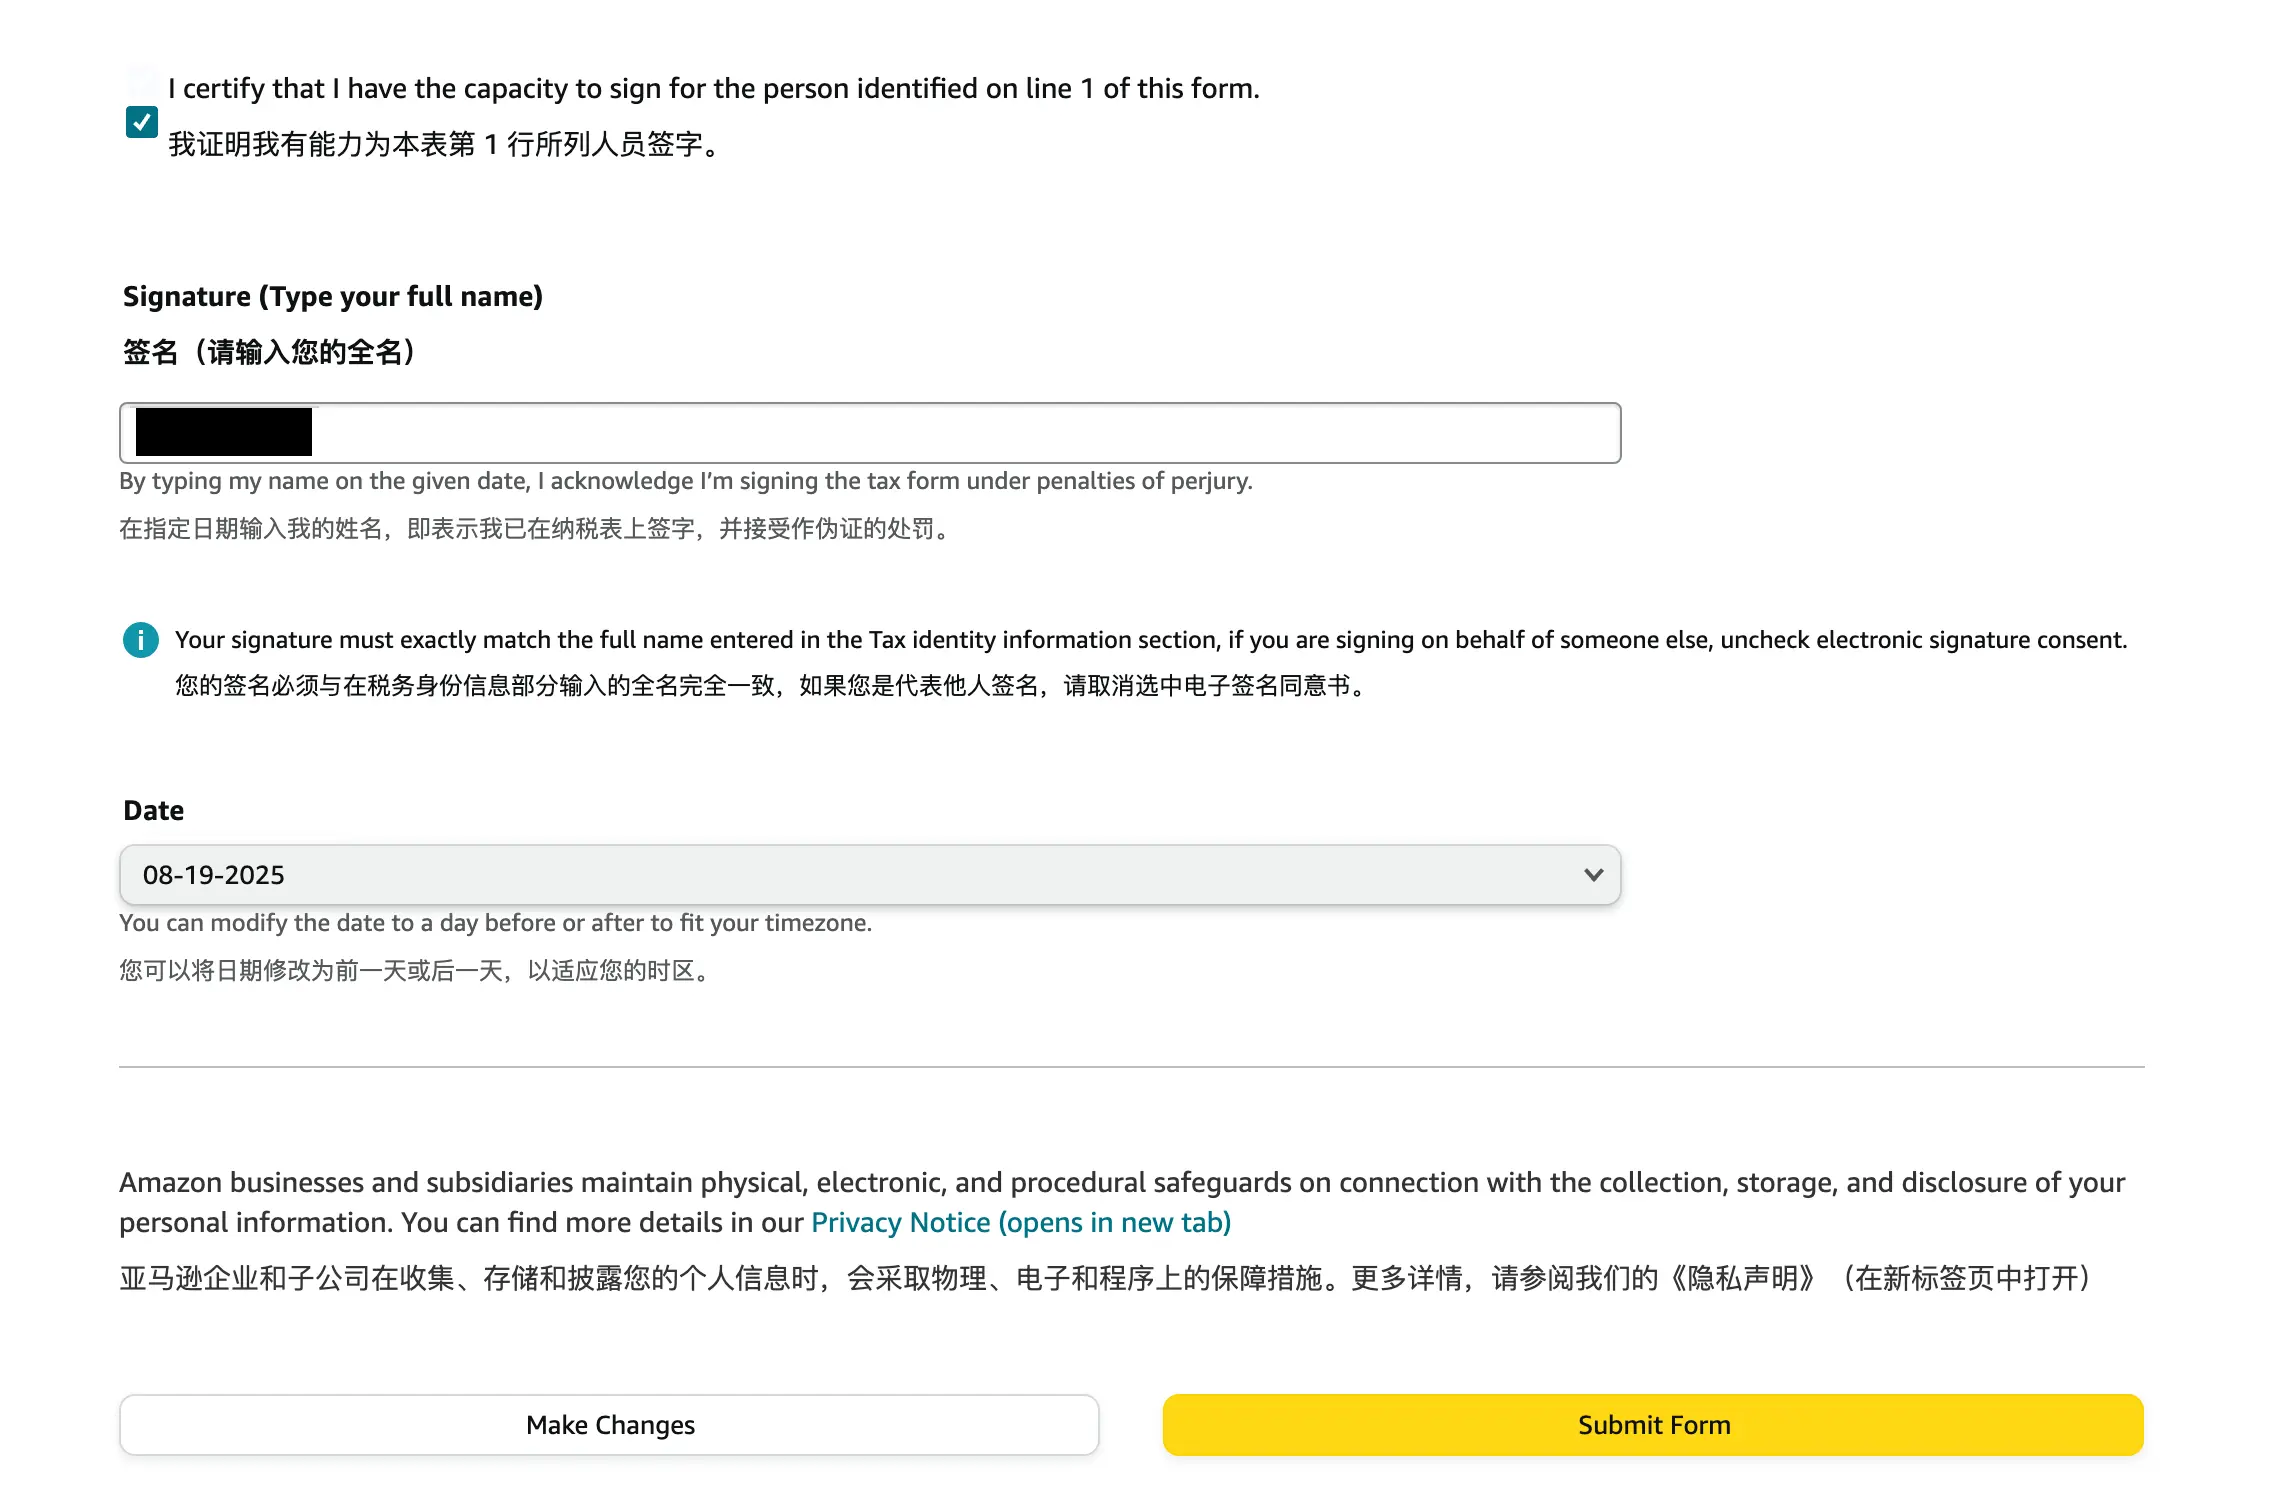 I certify that I have the capacity to sign for the person identified on line 1 of this form.
我证明我有能力为本表第 1 行所列人员签字。
Signature (Type your full name)
签名（请输入您的全名）
By typing my name on the given date, I acknowledge I’m signing the tax form under penalties of perjury.
在指定日期输入我的姓名，即表示我已在纳税表上签字，并接受作伪证的处罚。
Your signature must exactly match the full name entered in the Tax identity information section, if you are signing on behalf of someone else, uncheck electronic signature consent.
您的签名必须与在税务身份信息部分输入的全名完全一致，如果您是代表他人签名，请取消选中电子签名同意书。
Date
08-19-2025
You can modify the date to a day before or after to fit your timezone.
您可以将日期修改为前一天或后一天，以适应您的时区。
Amazon businesses and subsidiaries maintain physical, electronic, and procedural safeguards on connection with the collection, storage, and disclosure of your
personal information. You can find more details in our Privacy Notice (opens in new tab)
亚马逊企业和子公司在收集、存储和披露您的个人信息时，会采取物理、电子和程序上的保障措施。更多详情，请参阅我们的《隐私声明》（在新标签页中打开）
Make Changes
Submit Form